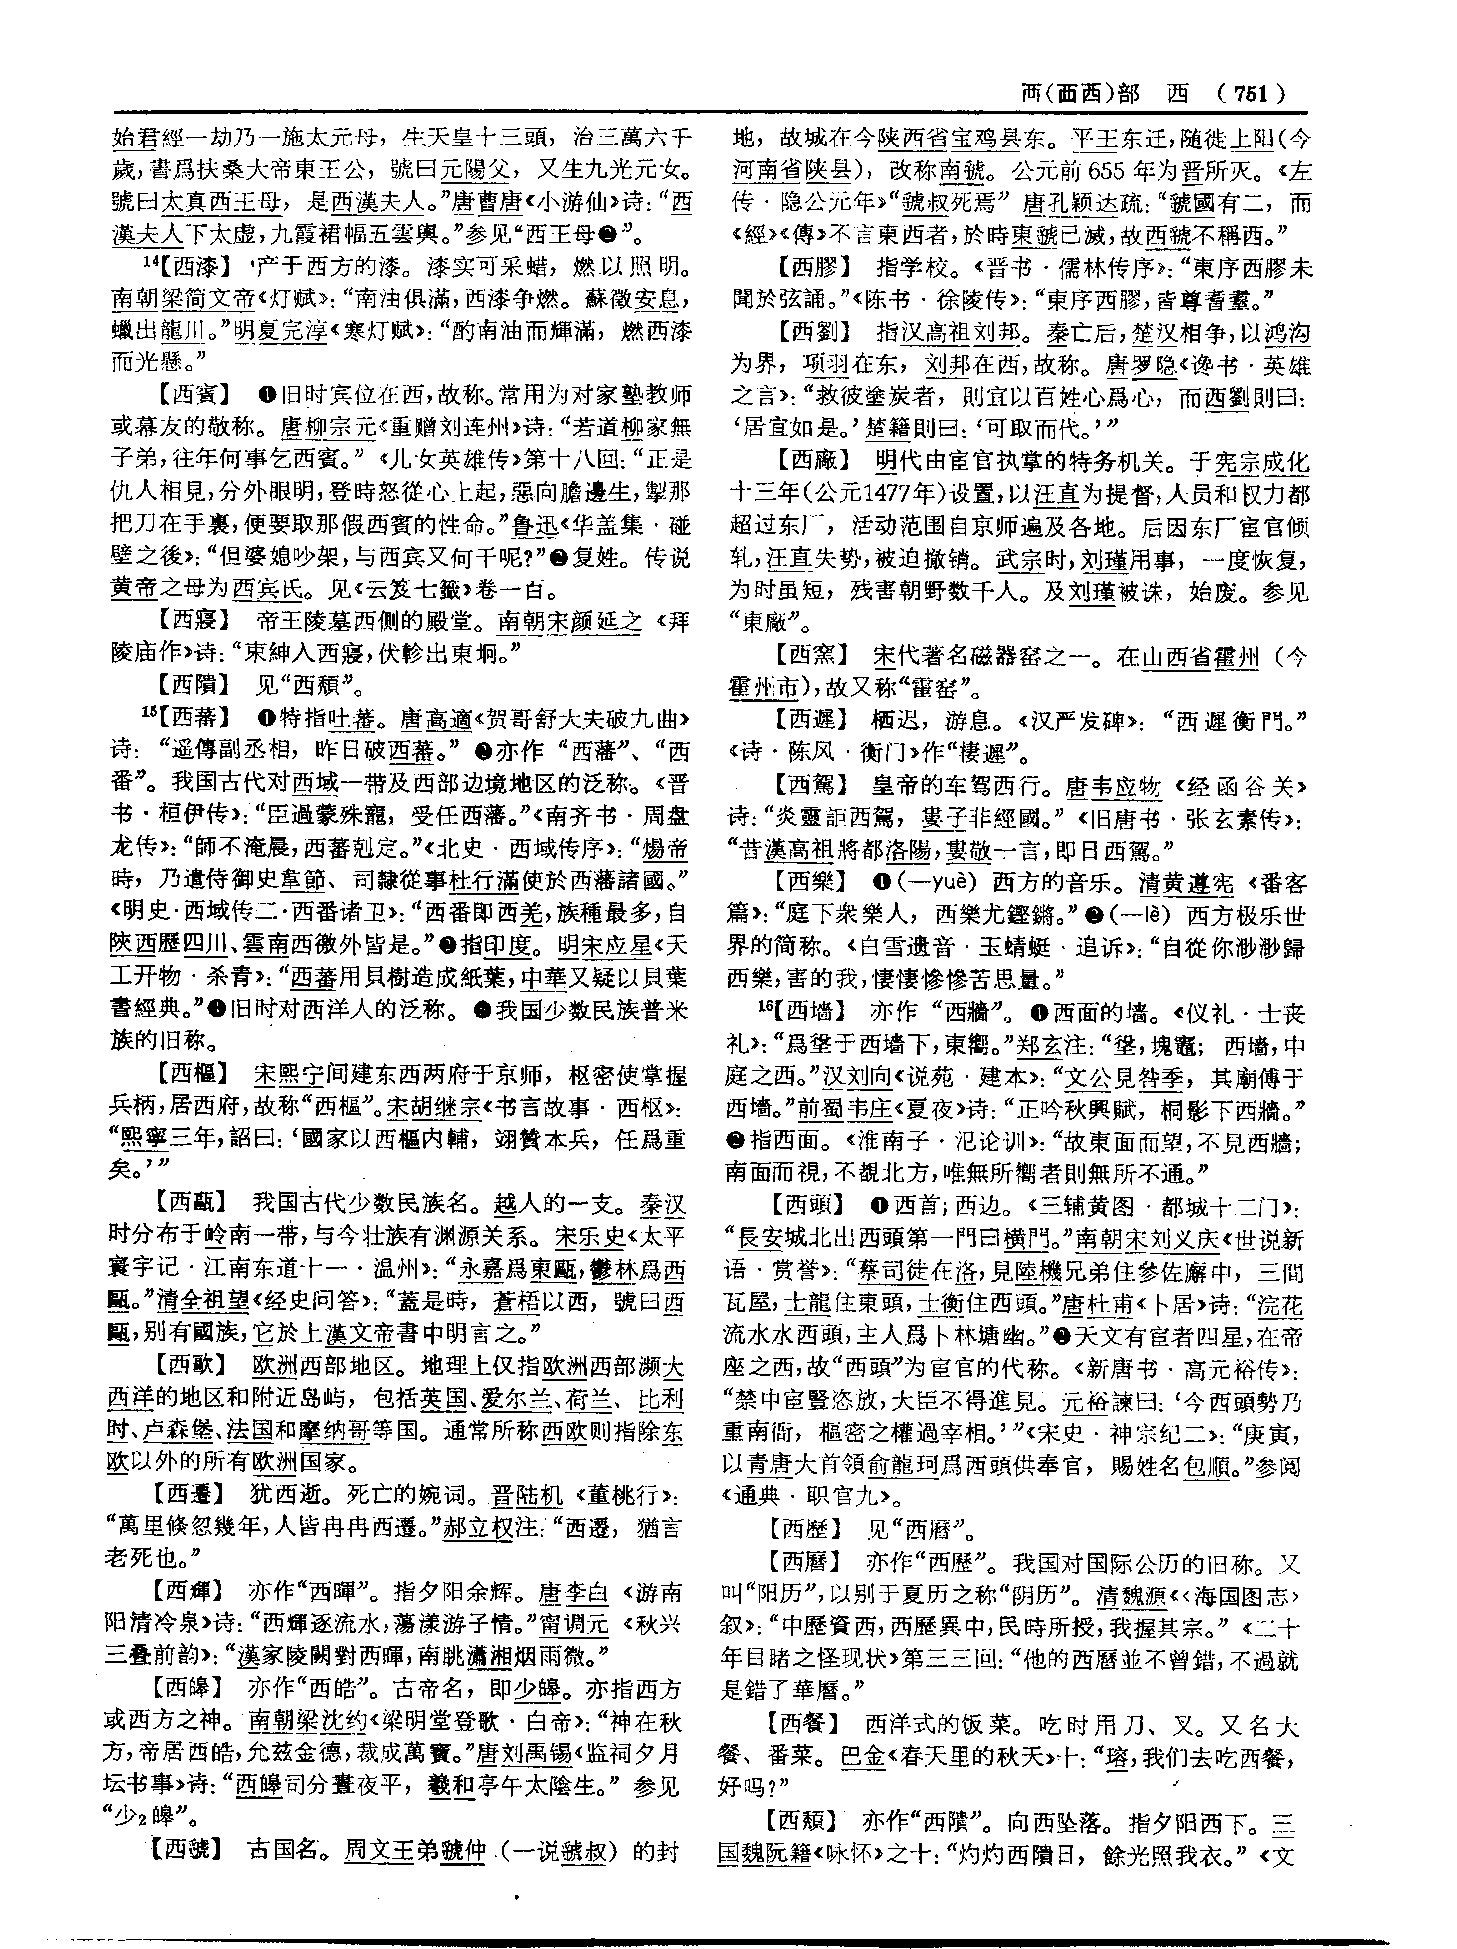 襾(覀西)部　西　(751)
始君經一劫乃一施太元母，生天皇十三頭，治三萬六千
歲，書爲扶桑大帝東王公，號曰元陽父，又生九光元女。
號曰太真西王母，是西漢夫人。”唐曹唐《小游仙》诗：“西
漢夫人下太虚，九霞裙幅五雲輿。”参见“西王母❷”。
14【西漆】　产于西方的漆。漆实可采蜡，燃以照明。
南朝梁简文帝《灯赋》：“南油俱滿，西漆争燃。蘇徵安息，
蠟出龍川。”明夏完淳《寒灯赋》：“酌南油而輝滿，燃西漆
而光懸。”
【西賓】　❶旧时宾位在西，故称。常用为对家塾教师
或幕友的敬称。唐柳宗元《重赠刘连州》诗：“若道柳家無
子弟，往年何事乞西賓。”《儿女英雄传》第十八回：“正是
仇人相見，分外眼明，登時怒從心上起，惡向膽邊生，掣那
把刀在手裏，便要取那假西賓的性命。”鲁迅《华盖集·碰
壁之後》：“但婆媳吵架，与西宾又何干呢？”❷复姓。传说
黄帝之母为西宾氏。见《云笈七籤》卷一百。
【西寢】　帝王陵墓西侧的殿堂。南朝宋颜延之《拜
陵庙作》诗：“束紳入西寢，伏軫出東坰。”
【西隤】　见“西頽”。
15【西蕃】　❶特指吐蕃。唐高適《贺哥舒大夫破九曲》
诗：“遥傳副丞相，昨日破西蕃。”❷亦作“西藩”、“西
番”。我国古代对西域一带及西部边境地区的泛称。《晋
书·桓伊传》：“臣過蒙殊寵，受任西藩。”《南齐书·周盘
龙传》：“師不淹晨，西蕃剋定。”《北史·西域传序》：“煬帝
時，乃遣侍御史韋節、司隸從事杜行滿使於西藩諸國。”
《明史·西域传二·西番诸卫》：“西番即西羌，族種最多，自
陝西歷四川、雲南西徼外皆是。”❸指印度。明宋应星《天
工开物·杀青》：“西蕃用貝樹造成紙葉，中華又疑以貝葉
書經典。”❹旧时对西洋人的泛称。❺我国少数民族普米
族的旧称。
【西樞】　宋熙宁间建东西两府于京师，枢密使掌握
兵柄，居西府，故称“西樞”。宋胡继宗《书言故事·西枢》：
“熙寧三年，詔曰：‘國家以西樞内輔，翊贊本兵，任爲重
矣。’”
【西甌】　我国古代少数民族名。越人的一支。秦汉
时分布于岭南一带，与今壮族有渊源关系。宋乐史《太平
寰宇记·江南东道十一·温州》：“永嘉爲東甌，鬱林爲西
甌。”清全祖望《经史问答》：“蓋是時，蒼梧以西，號曰西
甌，别有國族，它於上漢文帝書中明言之。”
【西歐】　欧洲西部地区。地理上仅指欧洲西部濒大
西洋的地区和附近岛屿，包括英国、爱尔兰、荷兰、比利
时、卢森堡、法国和摩纳哥等国。通常所称西欧则指除东
欧以外的所有欧洲国家。
【西遷】　犹西逝。死亡的婉词。晋陆机《董桃行》：
“萬里倏忽幾年，人皆冉冉西遷。”郝立权注：“西遷，猶言
老死也。”
【西輝】　亦作“西暉”。指夕阳余辉。唐李白《游南
阳清泠泉》诗：“西輝逐流水，蕩漾游子情。”甯调元《秋兴
三叠前韵》：“漢家陵闕對西暉，南眺瀟湘烟雨微。”
【西皞】　亦作“西皓”。古帝名，即少皞。亦指西方
或西方之神。南朝梁沈约《梁明堂登歌·白帝》：“神在秋
方，帝居西皓，允兹金德，裁成萬寶。”唐刘禹锡《监祠夕月
坛书事》诗：“西皞司分晝夜平，羲和亭午太陰生。”参见
“少2皞”。
【西虢】　古国名。周文王弟虢仲（一说虢叔）的封
地，故城在今陕西省宝鸡县东。平王东迁，随徙上阳（今
河南省陕县），改称南虢。公元前655年为晋所灭。《左
传·隐公元年》“虢叔死焉”唐孔颖达疏：“虢國有二，而
《經》《傳》不言東西者，於時東虢已滅，故西虢不稱西。”
【西膠】　指学校。《晋书·儒林传序》：“東序西膠未
聞於弦誦。”《陈书·徐陵传》：“東序西膠，皆尊耆耋。”
【西劉】　指汉高祖刘邦。秦亡后，楚汉相争，以鸿沟
为界，项羽在东，刘邦在西，故称。唐罗隐《谗书·英雄
之言》：“救彼塗炭者，則宜以百姓心爲心，而西劉則曰：
‘居宜如是。’楚籍則曰：‘可取而代。’”
【西廠】　明代由宦官执掌的特务机关。于宪宗成化
十三年（公元1477年）设置，以汪直为提督，人员和权力都
超过东厂，活动范围自京师遍及各地。后因东厂宦官倾
轧，汪直失势，被迫撤销。武宗时，刘瑾用事，一度恢复，
为时虽短，残害朝野数千人。及刘瑾被诛，始废。参见
“東廠”。
【西窯】　宋代著名磁器窑之一。在山西省霍州（今
霍州市），故又称“霍窑”。
【西遲】　栖迟，游息。《汉严发碑》：“西遲衡門。”
《诗·陈风·衡门》作“棲遲”。
【西駕】　皇帝的车驾西行。唐韦应物《经函谷关》
诗：“炎靈詎西駕，婁子非經國。”《旧唐书·张玄素传》：
“昔漢高祖將都洛陽，婁敬一言，即日西駕。”
【西樂】　❶(—yuè)西方的音乐。清黄遵宪《番客
篇》：“庭下衆樂人，西樂尤鏗鏘。”❷(—lè)西方极乐世
界的简称。《白雪遗音·玉蜻蜓·追诉》：“自從你渺渺歸
西樂，害的我，悽悽慘慘苦思量。”
16【西墙】　亦作“西牆”。❶西面的墙。《仪礼·士丧
礼》：“爲垼于西墙下，東嚮。”郑玄注：“垼，塊竈；西墙，中
庭之西。”汉刘向《说苑·建本》：“文公見咎季，其廟傅于
西墙。”前蜀韦庄《夏夜》诗：“正吟秋興賦，桐影下西牆。”
❷指西面。《淮南子·氾论训》：“故東面而望，不見西牆；
南面而視，不覩北方，唯無所嚮者則無所不通。”
【西頭】　❶西首；西边。《三辅黄图·都城十二门》：
“長安城北出西頭第一門曰橫門。”南朝宋刘义庆《世说新
语·赏誉》：“蔡司徒在洛，見陸機兄弟住參佐廨中，三間
瓦屋，士龍住東頭，士衡住西頭。”唐杜甫《卜居》诗：“浣花
流水水西頭，主人爲卜林塘幽。”❷天文有宦者四星，在帝
座之西，故“西頭”为宦官的代称。《新唐书·高元裕传》：
“禁中宦豎恣放，大臣不得進見。元裕諫曰：‘今西頭勢乃
重南衙，樞密之權過宰相。’”《宋史·神宗纪二》：“庚寅，
以青唐大首領俞龍珂爲西頭供奉官，賜姓名包順。”参阅
《通典·职官九》。
【西歷】　见“西曆”。
【西曆】　亦作“西歷”。我国对国际公历的旧称。又
叫“阳历”，以别于夏历之称“阴历”。清魏源《〈海国图志〉
叙》：“中歷資西，西歷異中，民時所授，我握其宗。”《二十
年目睹之怪现状》第三三回：“他的西曆並不曾錯，不過就
是錯了華曆。”
【西餐】　西洋式的饭菜。吃时用刀、叉。又名大
餐、番菜。巴金《春天里的秋天》十：“瑢，我们去吃西餐，
好吗？”
【西頽】　亦作“西隤”。向西坠落。指夕阳西下。三
国魏阮籍《咏怀》之十：“灼灼西隤日，餘光照我衣。”《文